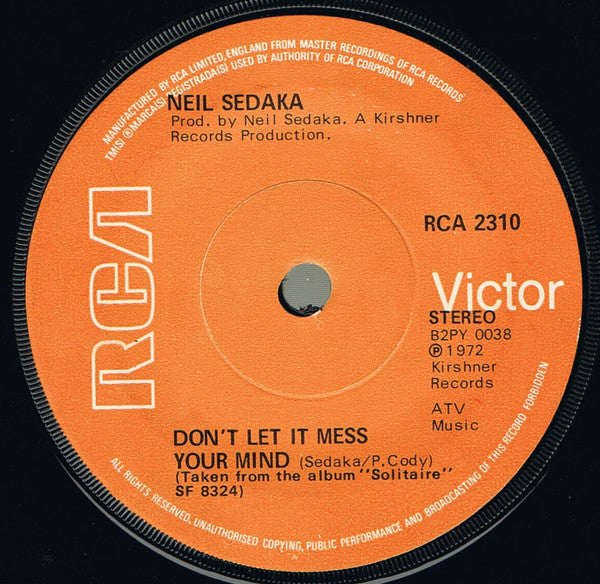 MANUFACTURED BY RCA LIMITED, ENGLAND FROM MASTER RECORDINGS OF RCA RECORDS
TM(S) ® MARCA(S) REGISTRADA(S) USED BY AUTHORITY OF RCA CORPORATION
NEIL SEDAKA
Prod. by Neil Sedaka. A Kirshner
Records Production.
RCA
RCA 2310
Victor
STEREO
B2PY 0038
℗ 1972
Kirshner
Records
ATV
Music
DON'T LET IT MESS
YOUR MIND (Sedaka/P.Cody)
(Taken from the album "Solitaire"
SF 8324)
ALL RIGHTS RESERVED, UNAUTHORISED COPYING, PUBLIC PERFORMANCE AND BROADCASTING OF THIS RECORD FORBIDDEN